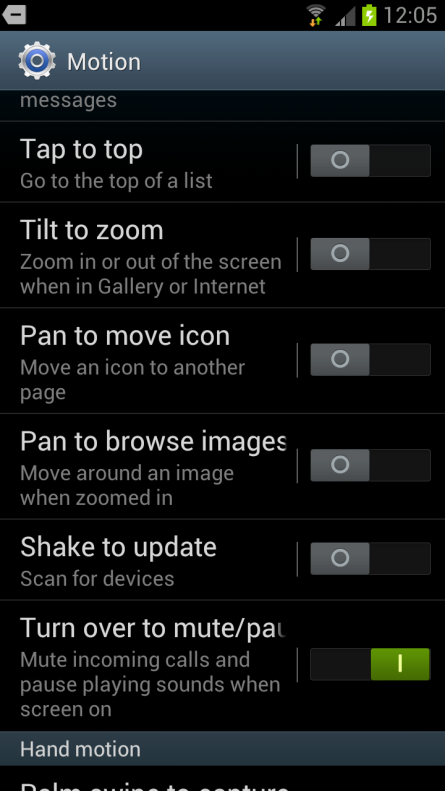 12:05
Motion
messages
Tap to top
Go to the top of a list
Tilt to zoom
Zoom in or out of the screen
when in Gallery or Internet
Pan to move icon
Move an icon to another
page
Pan to browse images
Move around an image
when zoomed in
Shake to update
Scan for devices
Turn over to mute/pau
Mute incoming calls and
pause playing sounds when
screen on
Hand motion
Palm swipe to capture